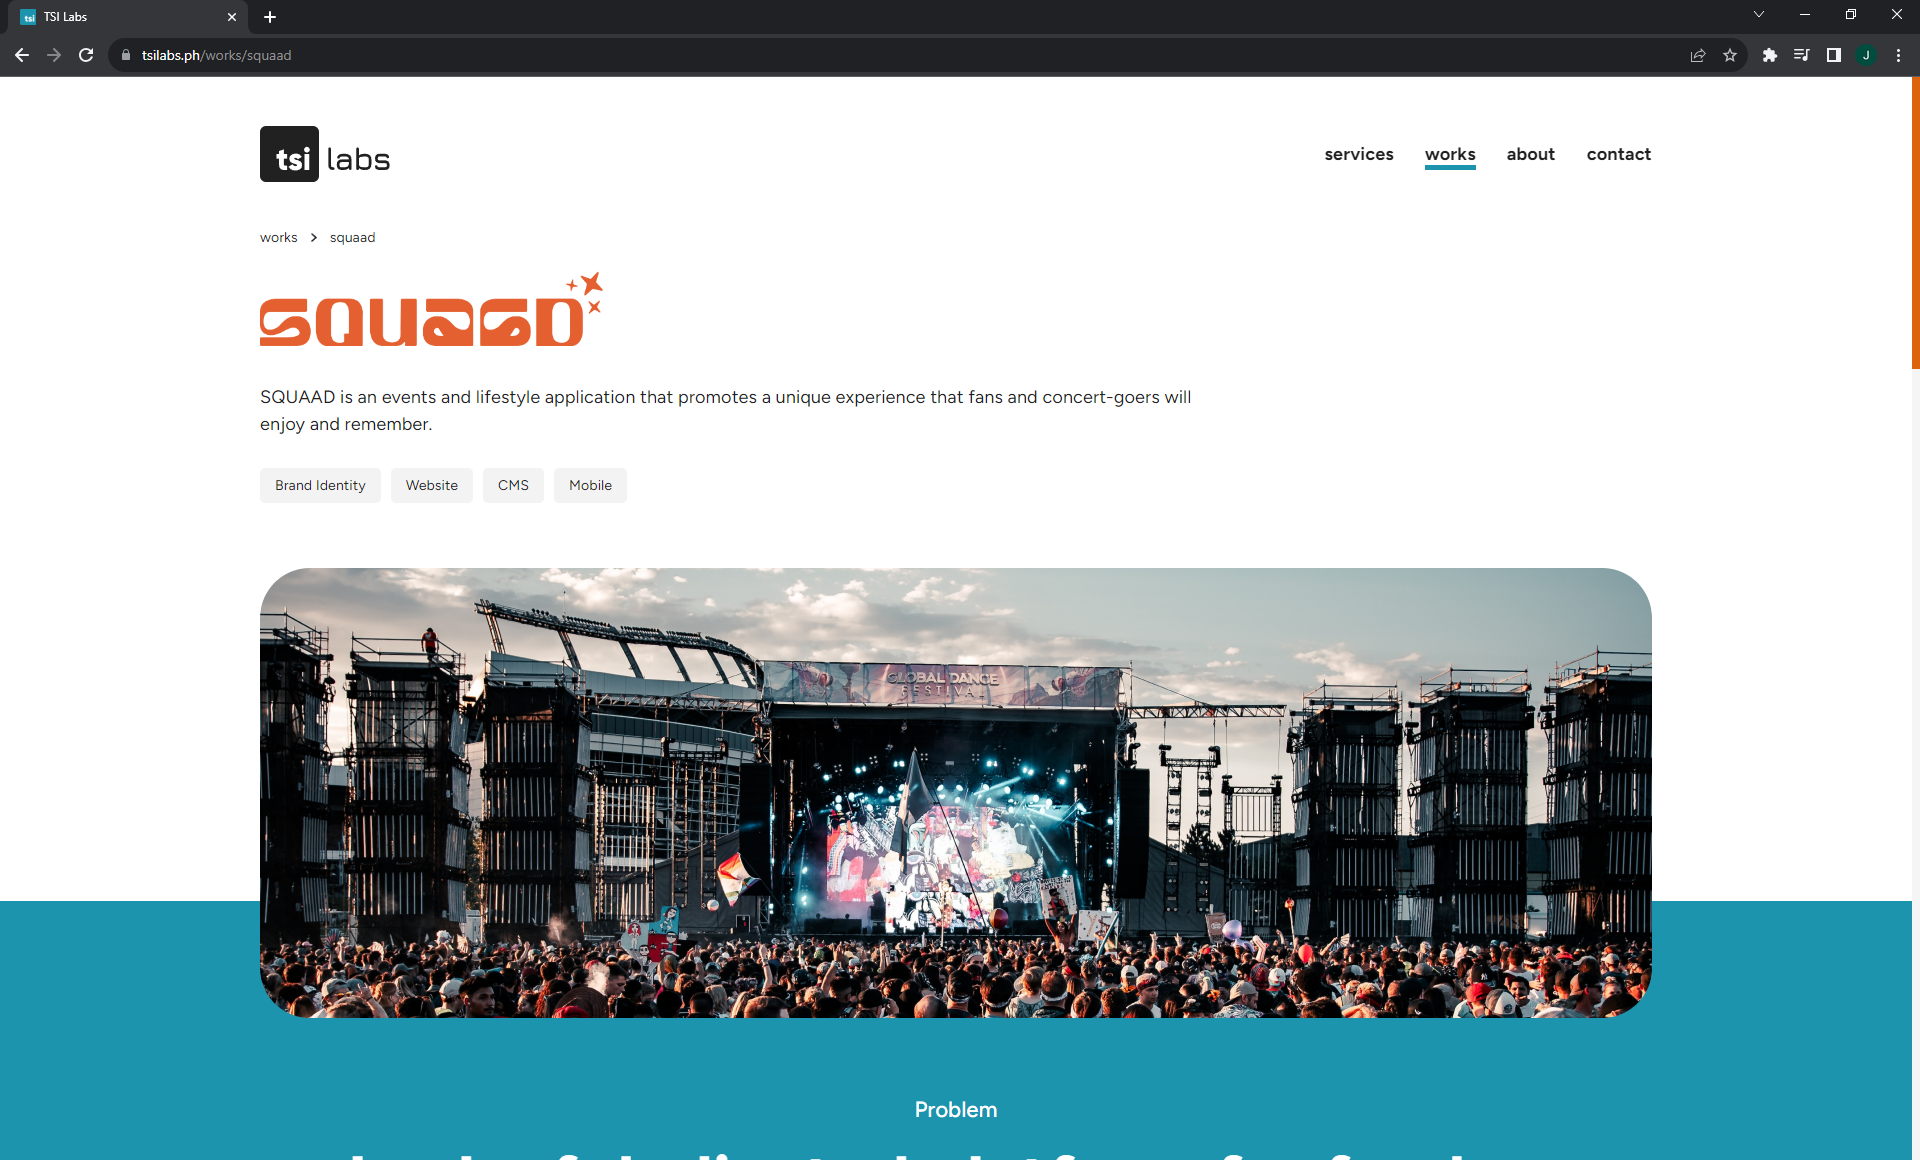 TSI Labs
tsilabs.ph/works/squaad
J
tsi labs
services works about contact
works > squaad
SQUAAD
SQUAAD is an events and lifestyle application that promotes a unique experience that fans and concert-goers will
enjoy and remember.
Brand Identity Website CMS Mobile
GLOBAL DANCE
FESTIVAL
Problem